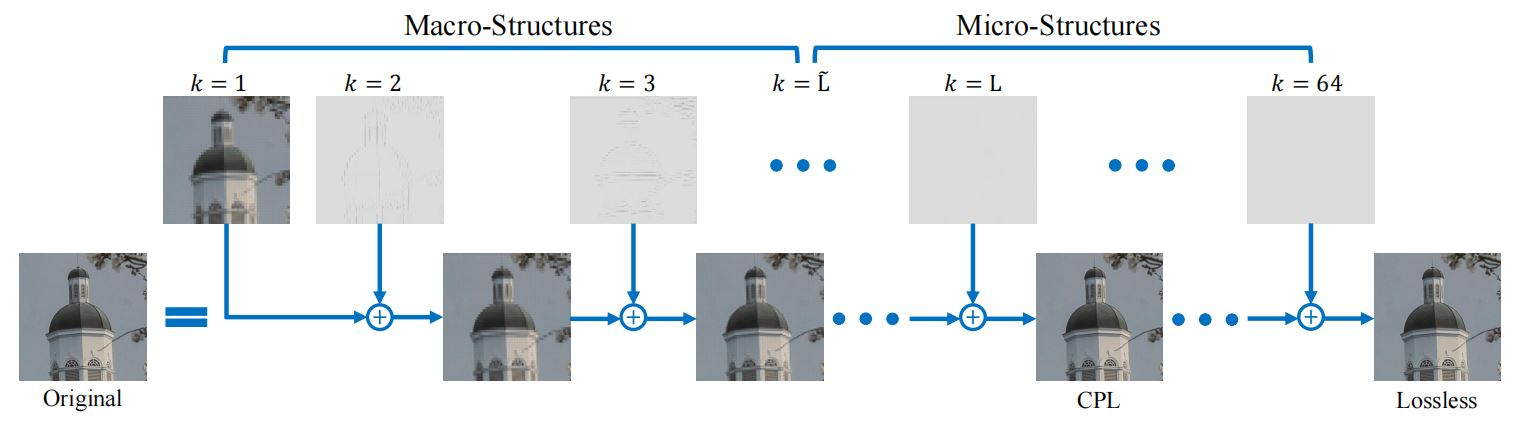 Macro-Structures Micro-Structures
k = 1 k = 2 k = 3 k = L̃ k = L k = 64
Original CPL Lossless